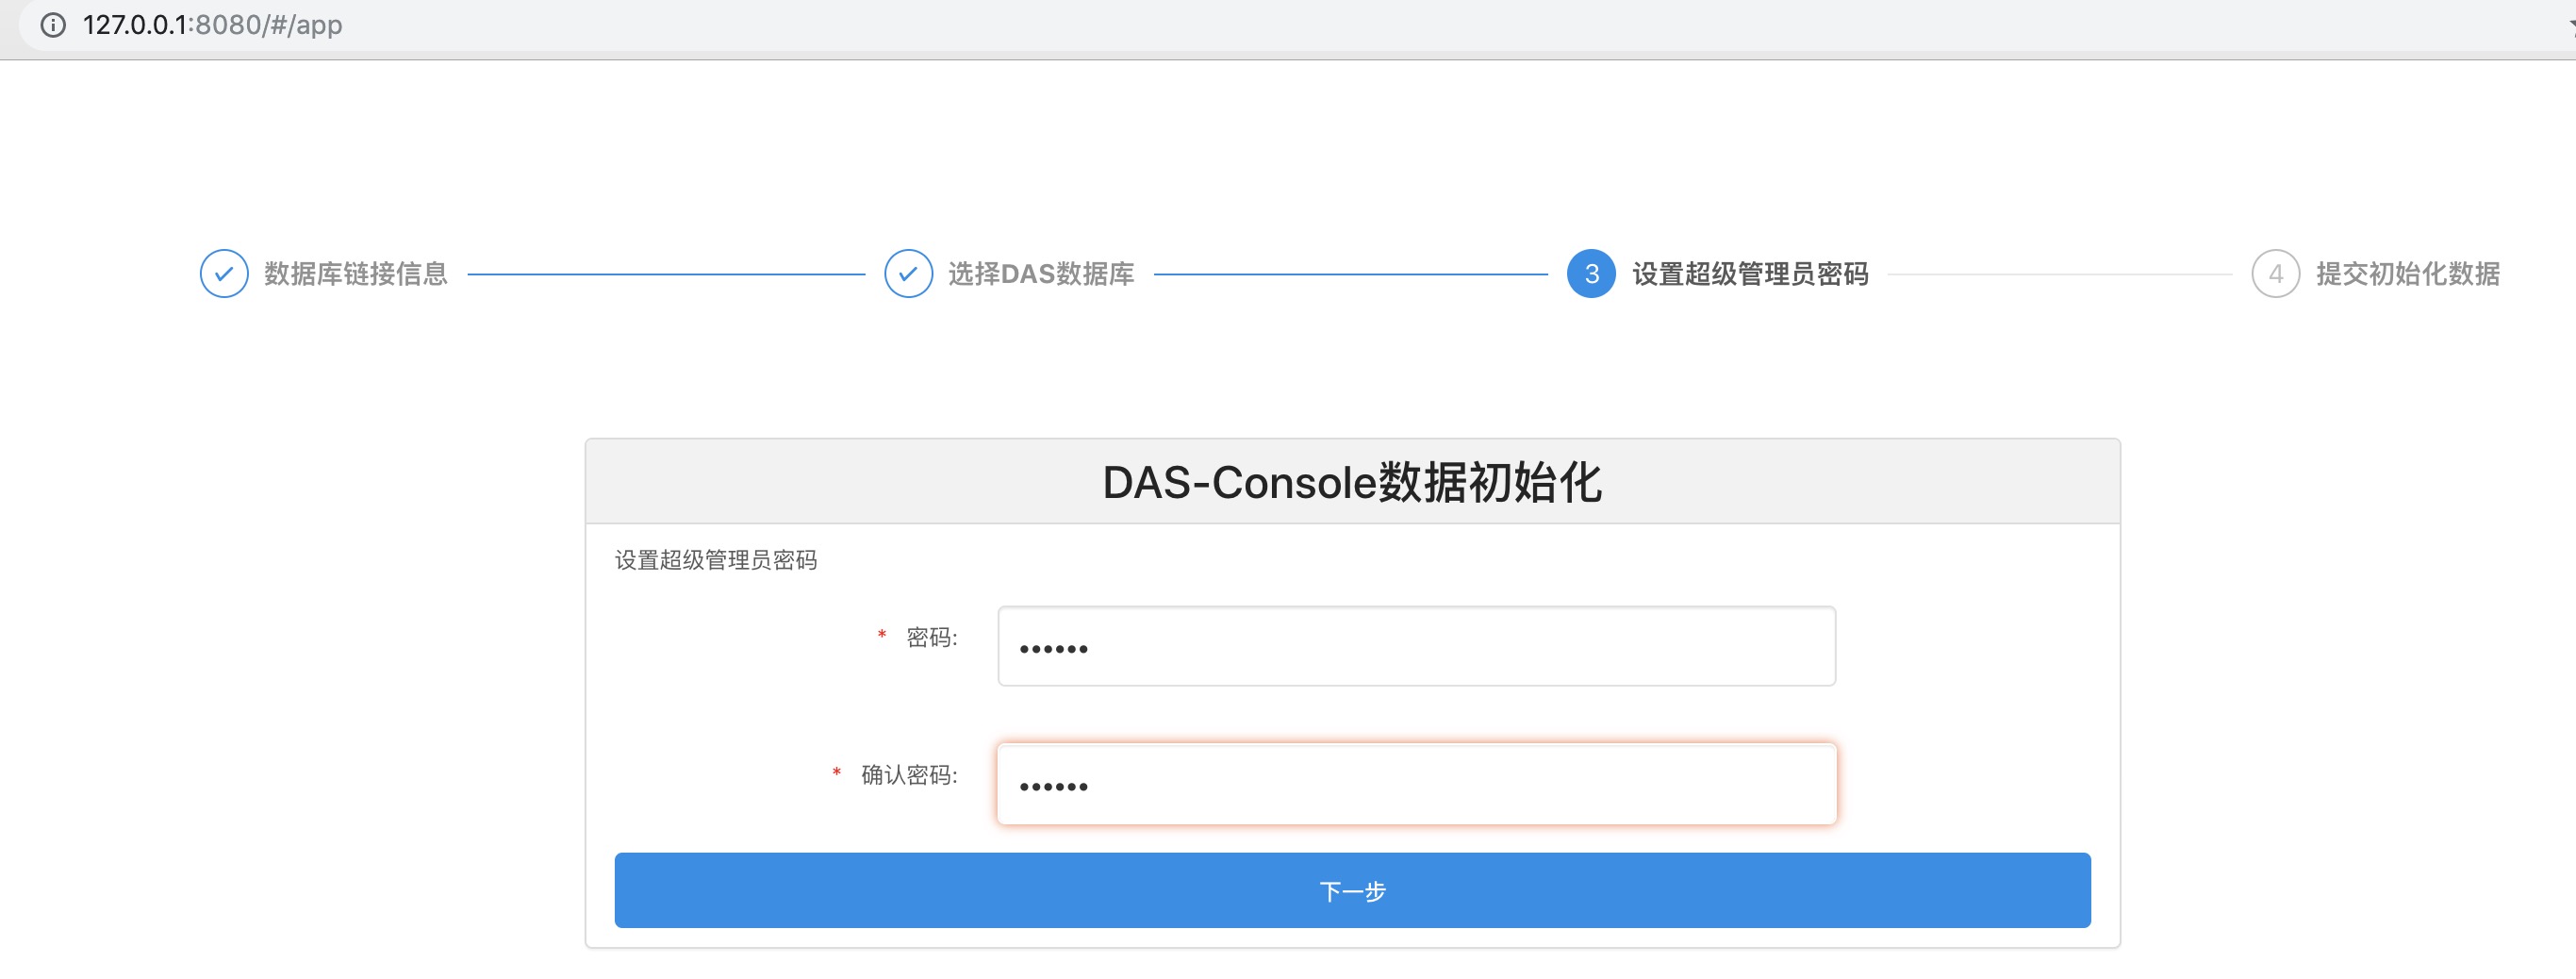 127.0.0.1:8080/#/app
数据库链接信息 选择DAS数据库 3 设置超级管理员密码 4 提交初始化数据
DAS-Console数据初始化
设置超级管理员密码
* 密码: ••••••
* 确认密码: ••••••
下一步